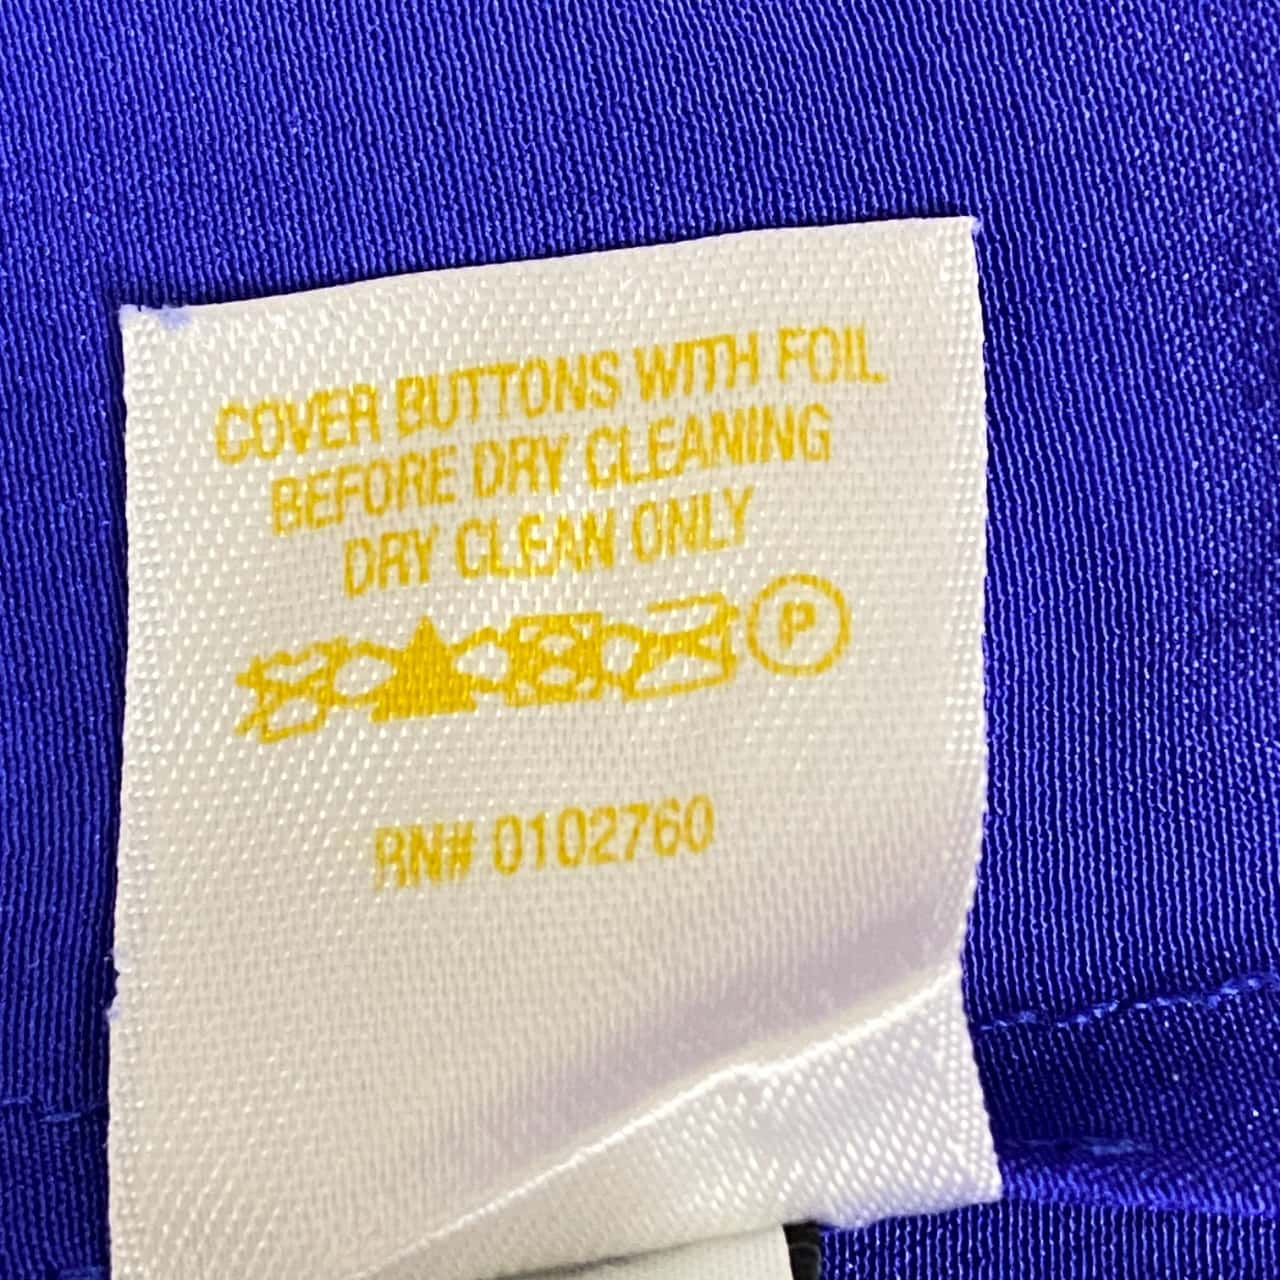 COVER BUTTONS WITH FOIL
BEFORE DRY CLEANING
DRY CLEAN ONLY
P
RN# 0102760